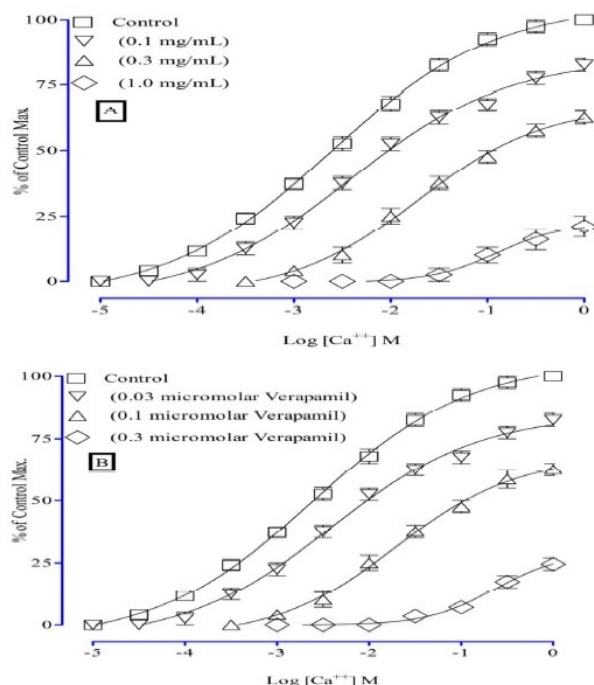 100
Control
(0.1 mg/mL)
(0.3 mg/mL)
(1.0 mg/mL)
75
A
% of Control Max
50
25
0
-5 -4 -3 -2 -1 0
Log [Ca++] M
100
Control
(0.03 micromolar Verapamil)
(0.1 micromolar Verapamil)
(0.3 micromolar Verapamil)
75
B
% of Control Max.
50
25
0
-5 -4 -3 -2 -1 0
Log [Ca++] M